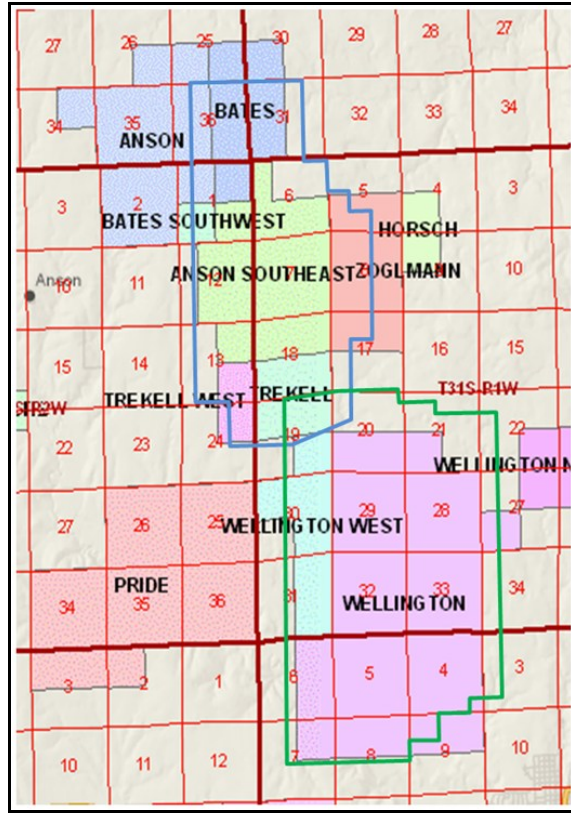 27 26 25 30 29 28 27
34 35 36 BATES 31 32 33 34
ANSON
3 2 1 6 5 4 3
BATES SOUTHWEST HORSCH
Anson ANSON SOUTHEAST ZOGLMANN
10 11 12 7 10
15 14 13 18 17 16 15
TREKELL WEST TREKELL T31S-R1W
22 23 24 19 20 21 22
WELLINGTON N
27 26 25 30 29 28 27
WELLINGTON WEST
PRIDE
34 35 36 31 32 33 34
WELLINGTON
3 2 1 6 5 4 3
10 11 12 7 8 9 10